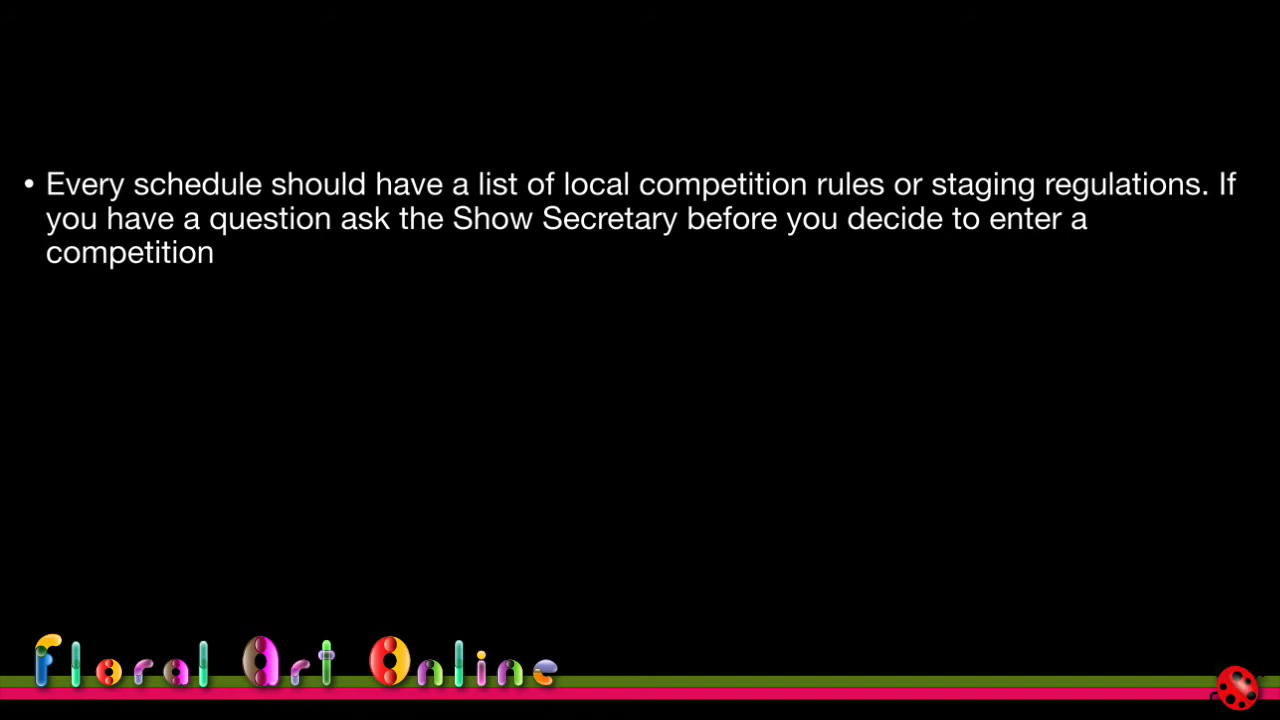 • Every schedule should have a list of local competition rules or staging regulations. If
you have a question ask the Show Secretary before you decide to enter a
competition
Floral Art Online